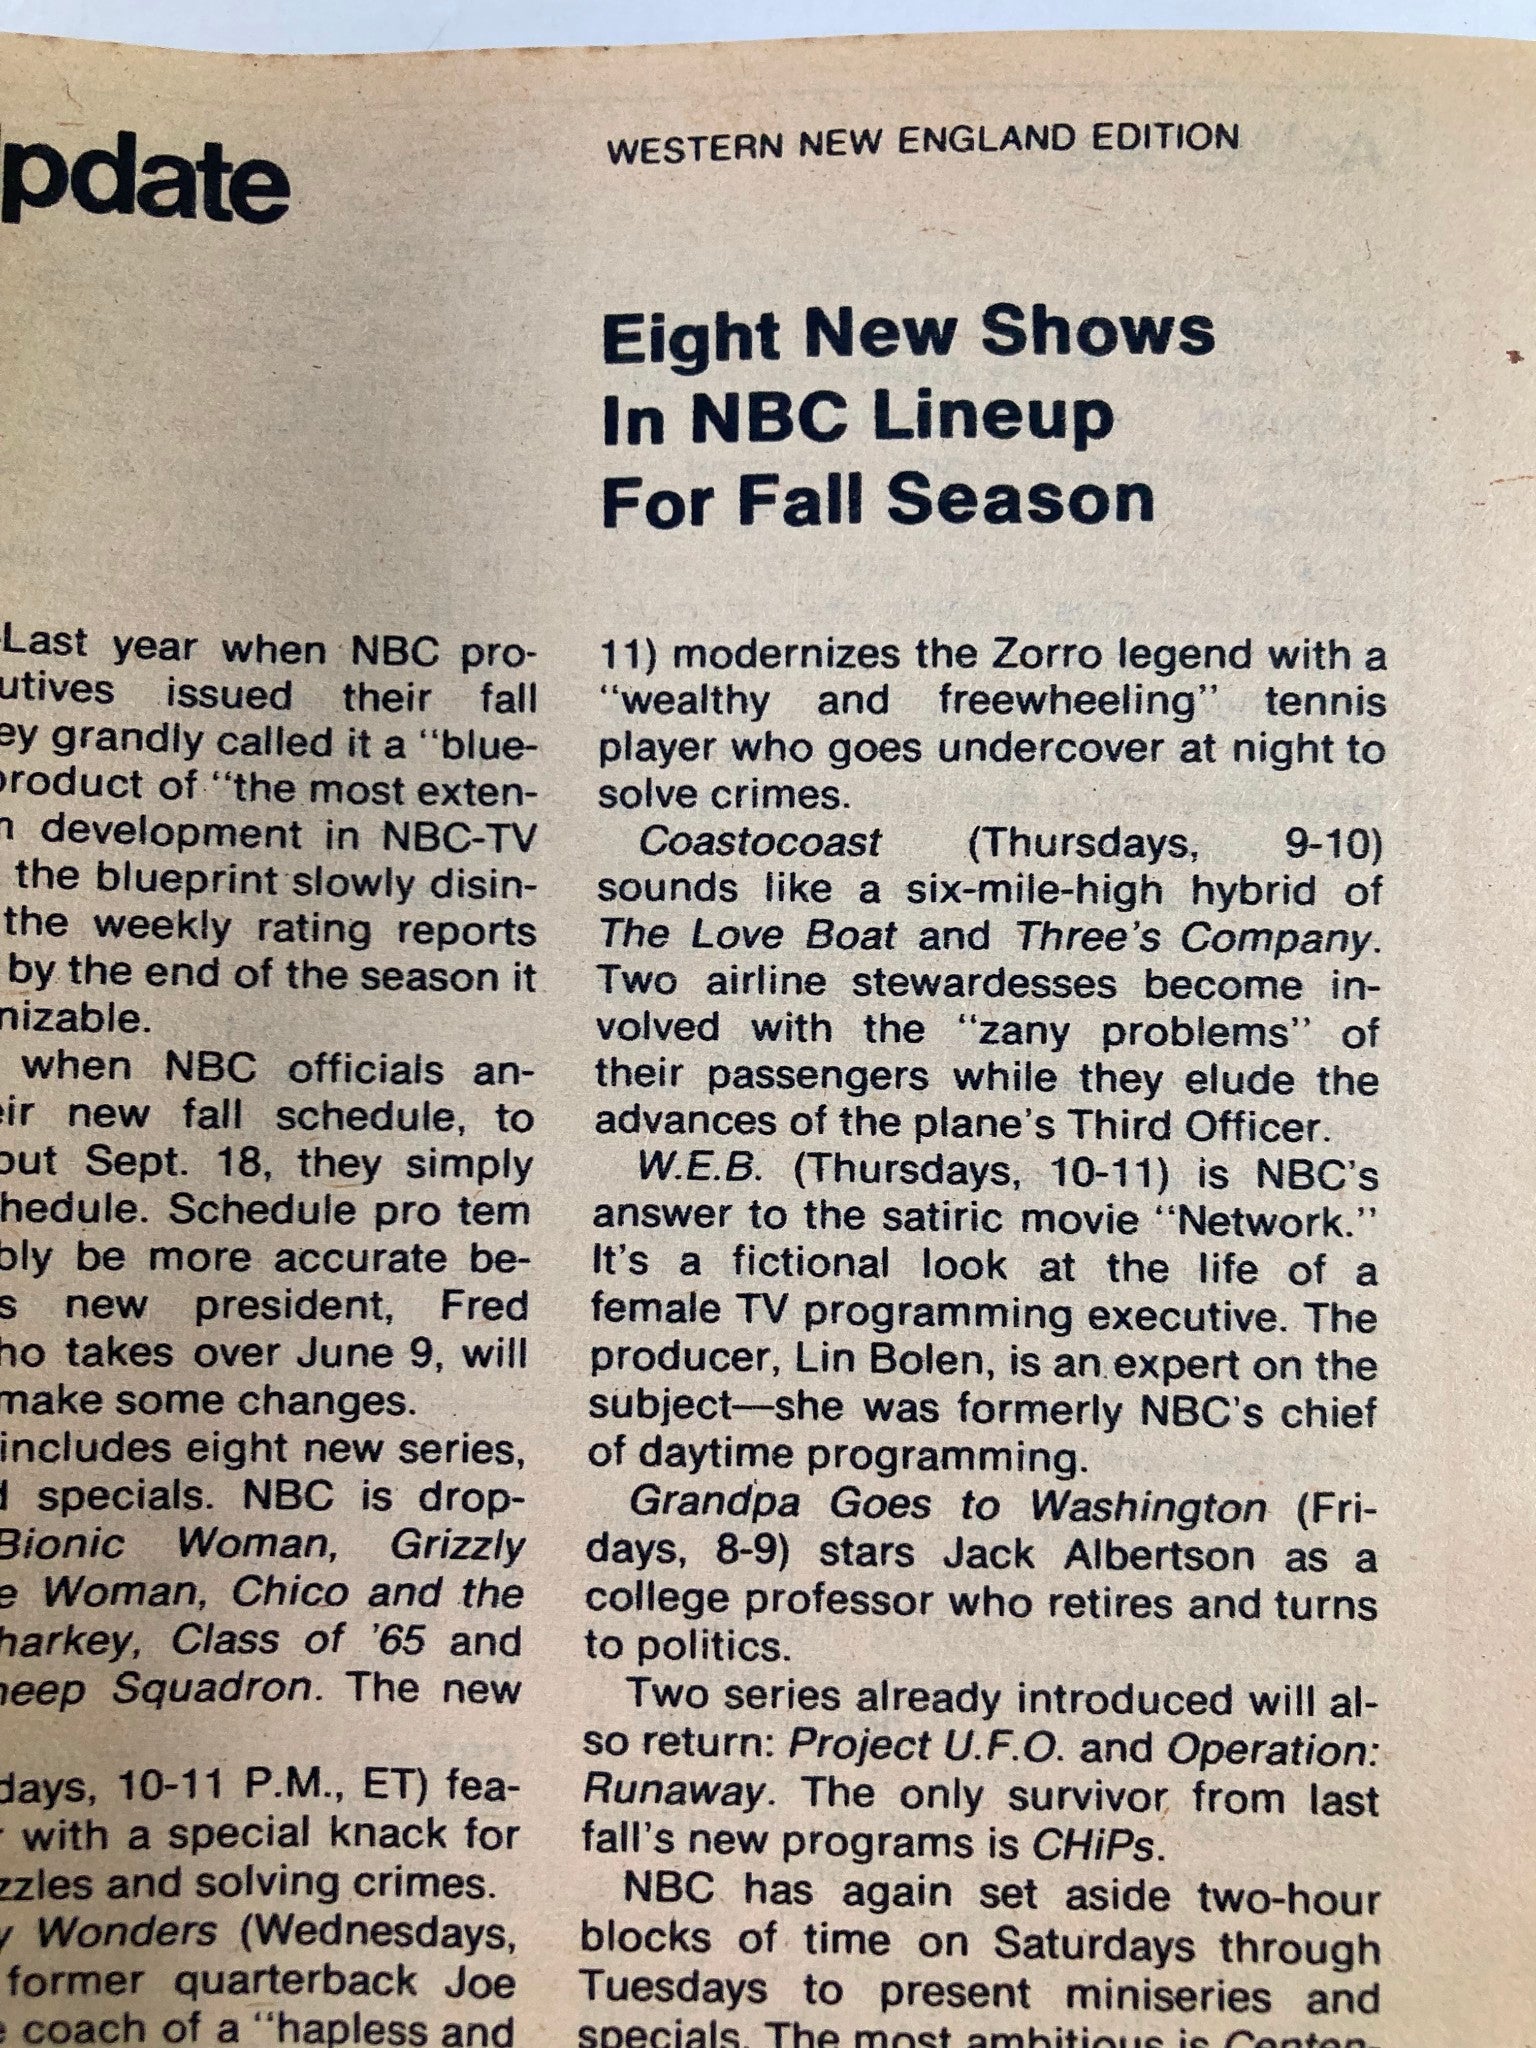 pdate
WESTERN NEW ENGLAND EDITION
Eight New Shows
In NBC Lineup
For Fall Season
Last year when NBC pro-
utives issued their fall
ey grandly called it a “blue-
product of “the most exten-
n development in NBC-TV
the blueprint slowly disin-
the weekly rating reports
by the end of the season it
nizable.
when NBC officials an-
eir new fall schedule, to
out Sept. 18, they simply
hedule. Schedule pro tem
bly be more accurate be-
s new president, Fred
ho takes over June 9, will
make some changes.
includes eight new series,
d specials. NBC is drop-
Bionic Woman, Grizzly
e Woman, Chico and the
harkey, Class of ’65 and
heep Squadron. The new
days, 10-11 P.M., ET) fea-
r with a special knack for
zzles and solving crimes.
y Wonders (Wednesdays,
former quarterback Joe
e coach of a “hapless and
11) modernizes the Zorro legend with a
“wealthy and freewheeling” tennis
player who goes undercover at night to
solve crimes.
Coastocoast (Thursdays, 9-10)
sounds like a six-mile-high hybrid of
The Love Boat and Three’s Company.
Two airline stewardesses become in-
volved with the “zany problems” of
their passengers while they elude the
advances of the plane’s Third Officer.
W.E.B. (Thursdays, 10-11) is NBC’s
answer to the satiric movie “Network.”
It’s a fictional look at the life of a
female TV programming executive. The
producer, Lin Bolen, is an expert on the
subject—she was formerly NBC’s chief
of daytime programming.
Grandpa Goes to Washington (Fri-
days, 8-9) stars Jack Albertson as a
college professor who retires and turns
to politics.
Two series already introduced will al-
so return: Project U.F.O. and Operation:
Runaway. The only survivor from last
fall’s new programs is CHiPs.
NBC has again set aside two-hour
blocks of time on Saturdays through
Tuesdays to present miniseries and
specials. The most ambitious is Centen-